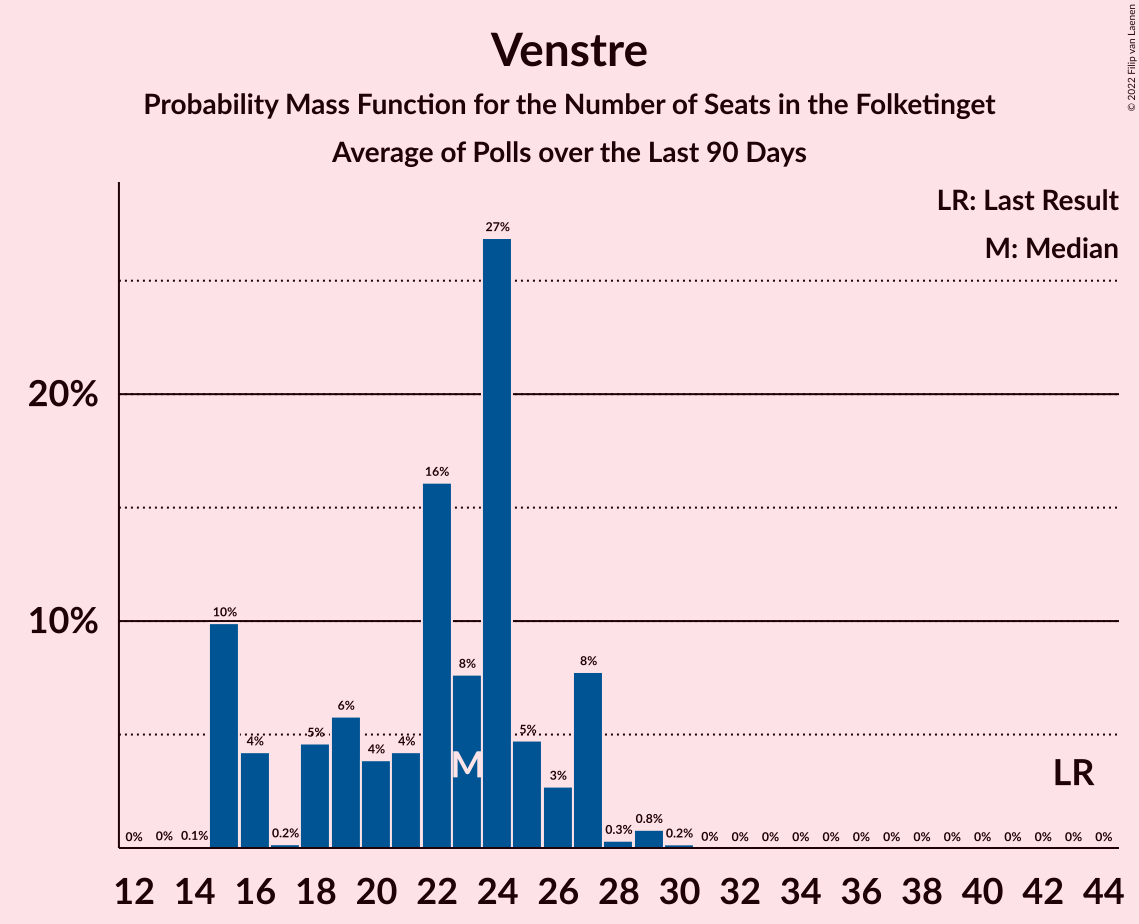 Venstre
Probability Mass Function for the Number of Seats in the Folketinget
Average of Polls over the Last 90 Days
© 2022 Filip van Laenen
LR: Last Result
M: Median
27%
20%
16%
10%
10%
8%
8%
6%
5%
5%
4%
4%
4%
3%
M
LR
0% 0% 0.1% 0.2% 0.3% 0.8% 0.2% 0% 0% 0% 0% 0% 0% 0% 0% 0% 0% 0% 0% 0% 0%
12 14 16 18 20 22 24 26 28 30 32 34 36 38 40 42 44